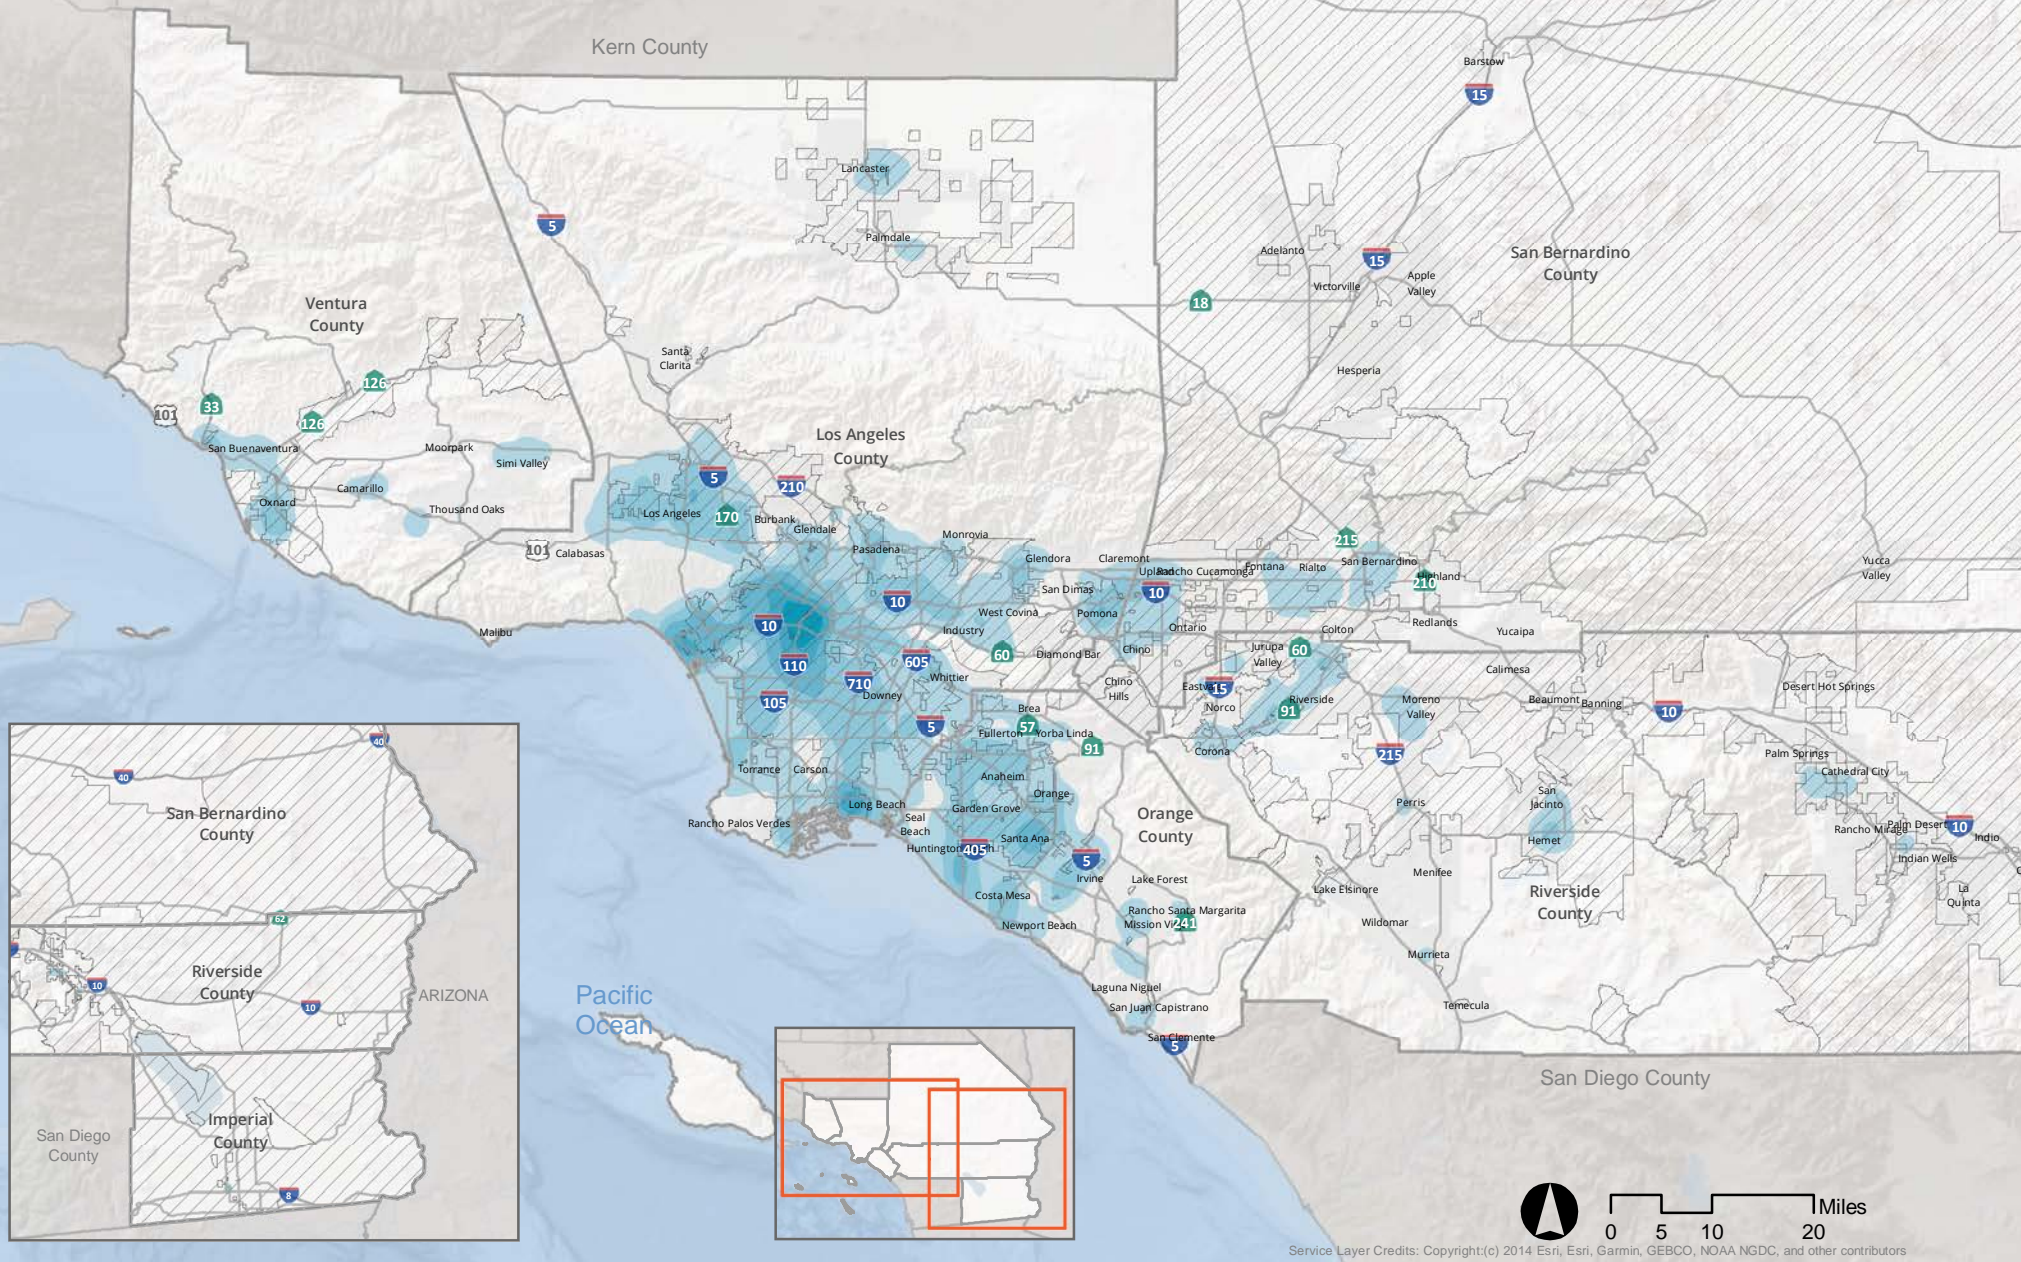 Kern County
Barstow
15
Lancaster
5
Palmdale
Adelanto
15
San Bernardino
County
Apple
Valley
Victorville
18
Ventura
County
Santa
Clarita
Hesperia
126
33
101
126
Los Angeles
County
San Buenaventura
Moorpark
Simi Valley
5
210
Camarillo
Oxnard
Thousand Oaks
Los Angeles
170
Burbank
Glendale
101
Calabasas
Pasadena
Monrovia
Glendora
Claremont
215
Upland
Rancho Cucamonga
Fontana
Rialto
San Bernardino
Highland
210
Yucca
Valley
10
San Dimas
10
West Covina
Pomona
10
Industry
Ontario
Colton
Redlands
Yucaipa
Malibu
110
605
60
Diamond Bar
Chino
Jurupa
Valley
60
Calimesa
710
Whittier
Downey
Chino
Hills
15
Norco
Riverside
91
Moreno
Valley
Beaumont
Banning
10
Desert Hot Springs
105
5
Brea
57
Fullerton
Yorba Linda
91
Corona
215
Palm Springs
Cathedral City
Torrance
Carson
Anaheim
Orange
Long Beach
Garden Grove
Rancho Palos Verdes
Seal
Beach
Santa Ana
405
5
Irvine
Orange
County
Perris
San
Jacinto
Hemet
Rancho Mirage
Palm Desert
10
Indio
Indian Wells
Costa Mesa
Lake Forest
Lake Elsinore
Menifee
Riverside
County
La
Quinta
Newport Beach
Rancho Santa Margarita
241
Wildomar
Murrieta
Laguna Niguel
San Juan Capistrano
Temecula
San Clemente
5
40
40
San Bernardino
County
62
Riverside
County
10
10
ARIZONA
Imperial
County
San Diego
County
8
Pacific
Ocean
San Diego County
Miles
0 5 10 20
Service Layer Credits: Copyright:(c) 2014 Esri, Esri, Garmin, GEBCO, NOAA NGDC, and other contributors